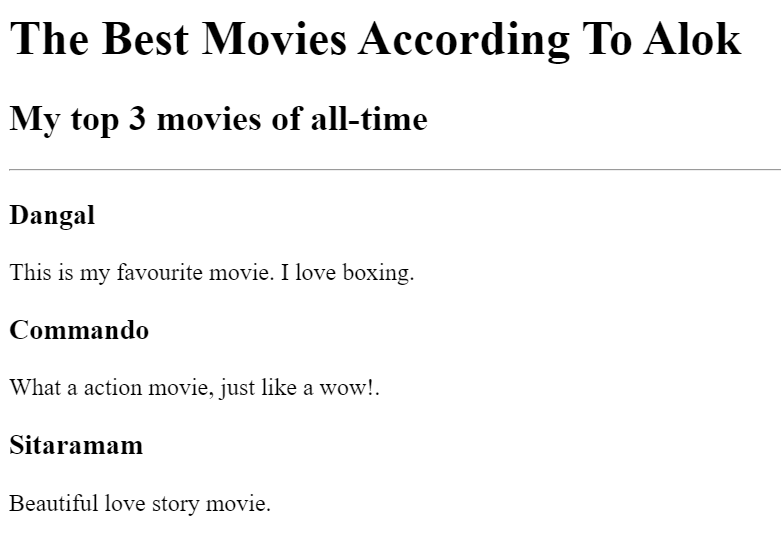 The Best Movies According To Alok
My top 3 movies of all-time
Dangal
This is my favourite movie. I love boxing.
Commando
What a action movie, just like a wow!.
Sitaramam
Beautiful love story movie.